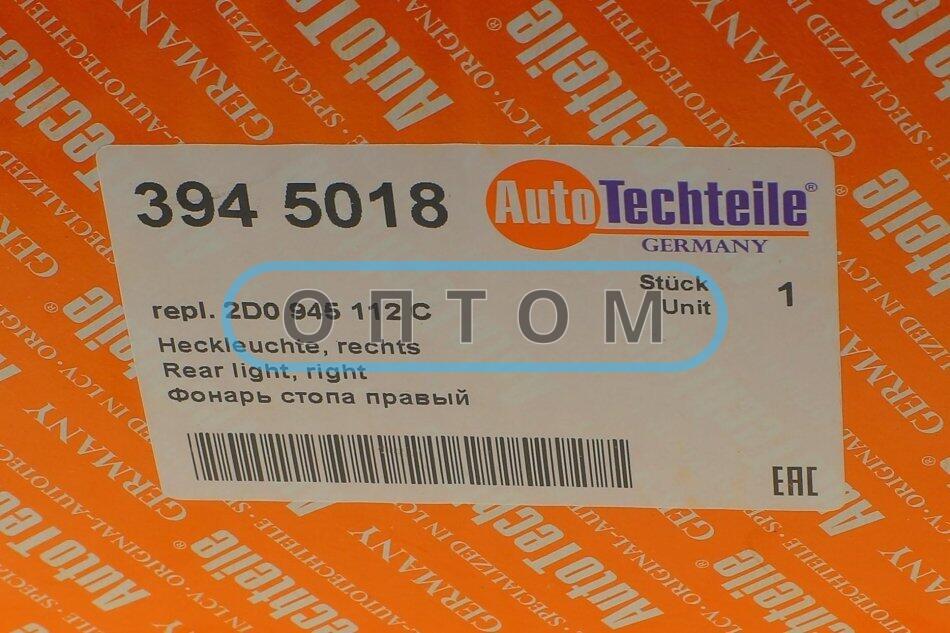 394 5018
AutoTechteile®
GERMANY
Stück
Unit
1
repl. 2D0 945 112 C
ОПТОМ
Heckleuchte, rechts
Rear light, right
Фонарь стопа правый
EAC